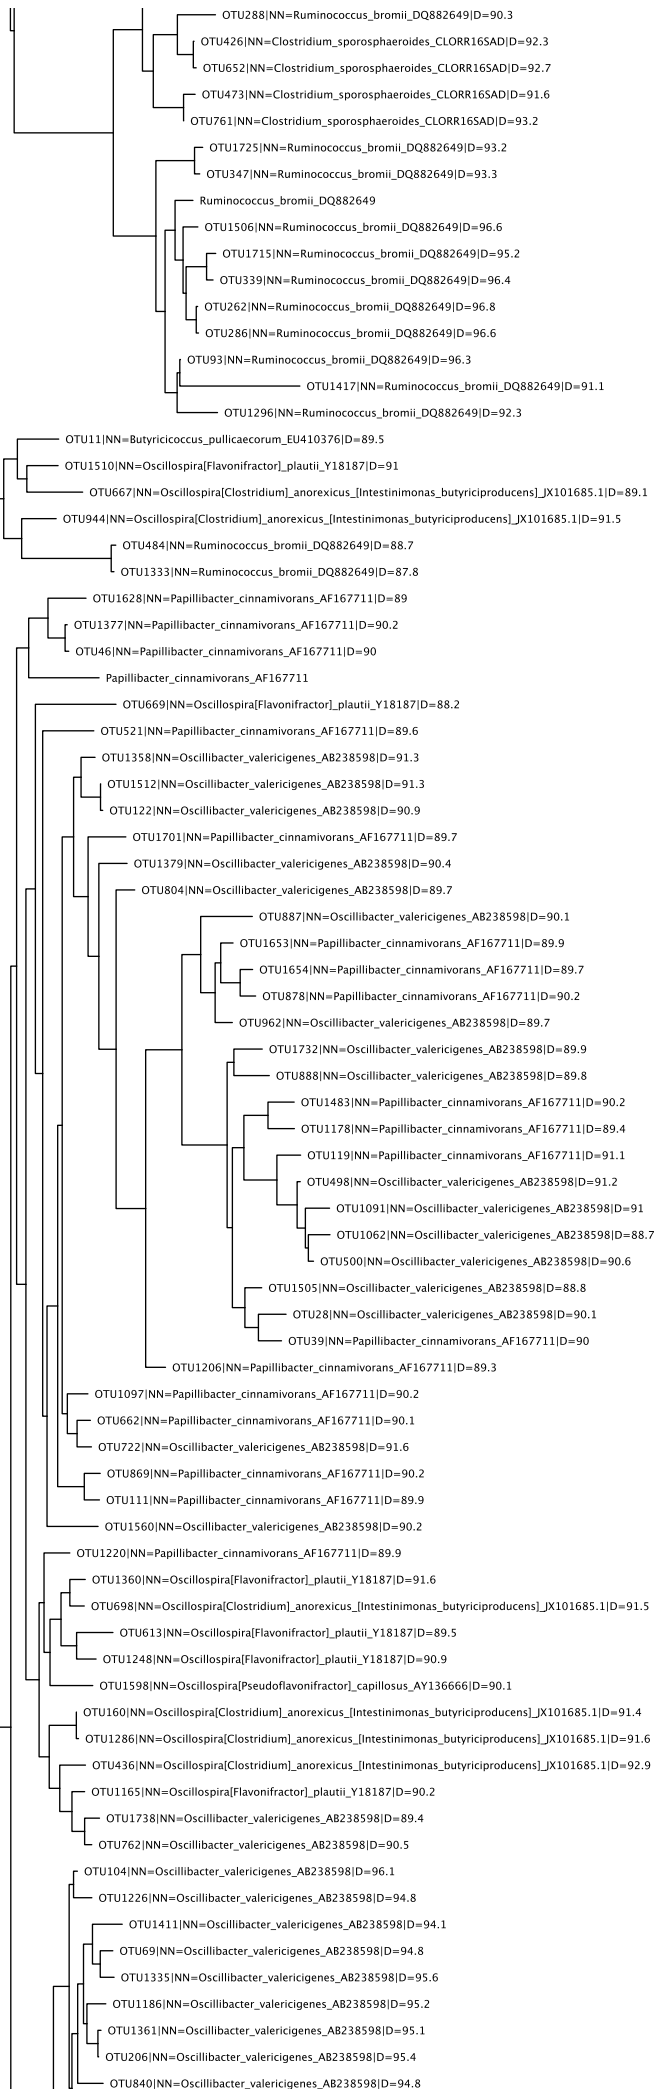 OTU288|NN=Ruminococcus_bromii_DQ882649|D=90.3
OTU426|NN=Clostridium_sporosphaeroides_CLORR16SAD|D=92.3
OTU652|NN=Clostridium_sporosphaeroides_CLORR16SAD|D=92.7
OTU473|NN=Clostridium_sporosphaeroides_CLORR16SAD|D=91.6
OTU761|NN=Clostridium_sporosphaeroides_CLORR16SAD|D=93.2
OTU1725|NN=Ruminococcus_bromii_DQ882649|D=93.2
OTU347|NN=Ruminococcus_bromii_DQ882649|D=93.3
Ruminococcus_bromii_DQ882649
OTU1506|NN=Ruminococcus_bromii_DQ882649|D=96.6
OTU1715|NN=Ruminococcus_bromii_DQ882649|D=95.2
OTU339|NN=Ruminococcus_bromii_DQ882649|D=96.4
OTU262|NN=Ruminococcus_bromii_DQ882649|D=96.8
OTU286|NN=Ruminococcus_bromii_DQ882649|D=96.6
OTU93|NN=Ruminococcus_bromii_DQ882649|D=96.3
OTU1417|NN=Ruminococcus_bromii_DQ882649|D=91.1
OTU1296|NN=Ruminococcus_bromii_DQ882649|D=92.3
OTU11|NN=Butyricicoccus_pullicaecorum_EU410376|D=89.5
OTU1510|NN=Oscillospira[Flavonifractor]_plautii_Y18187|D=91
OTU667|NN=Oscillospira[Clostridium]_anorexicus_[Intestinimonas_butyriciproducens]_JX101685.1|D=89.1
OTU944|NN=Oscillospira[Clostridium]_anorexicus_[Intestinimonas_butyriciproducens]_JX101685.1|D=91.5
OTU484|NN=Ruminococcus_bromii_DQ882649|D=88.7
OTU1333|NN=Ruminococcus_bromii_DQ882649|D=87.8
OTU1628|NN=Papillibacter_cinnamivorans_AF167711|D=89
OTU1377|NN=Papillibacter_cinnamivorans_AF167711|D=90.2
OTU46|NN=Papillibacter_cinnamivorans_AF167711|D=90
Papillibacter_cinnamivorans_AF167711
OTU669|NN=Oscillospira[Flavonifractor]_plautii_Y18187|D=88.2
OTU521|NN=Papillibacter_cinnamivorans_AF167711|D=89.6
OTU1358|NN=Oscillibacter_valericigenes_AB238598|D=91.3
OTU1512|NN=Oscillibacter_valericigenes_AB238598|D=91.3
OTU122|NN=Oscillibacter_valericigenes_AB238598|D=90.9
OTU1701|NN=Papillibacter_cinnamivorans_AF167711|D=89.7
OTU1379|NN=Oscillibacter_valericigenes_AB238598|D=90.4
OTU804|NN=Oscillibacter_valericigenes_AB238598|D=89.7
OTU887|NN=Oscillibacter_valericigenes_AB238598|D=90.1
OTU1653|NN=Papillibacter_cinnamivorans_AF167711|D=89.9
OTU1654|NN=Papillibacter_cinnamivorans_AF167711|D=89.7
OTU878|NN=Papillibacter_cinnamivorans_AF167711|D=90.2
OTU962|NN=Oscillibacter_valericigenes_AB238598|D=89.7
OTU1732|NN=Oscillibacter_valericigenes_AB238598|D=89.9
OTU888|NN=Oscillibacter_valericigenes_AB238598|D=89.8
OTU1483|NN=Papillibacter_cinnamivorans_AF167711|D=90.2
OTU1178|NN=Papillibacter_cinnamivorans_AF167711|D=89.4
OTU119|NN=Papillibacter_cinnamivorans_AF167711|D=91.1
OTU498|NN=Oscillibacter_valericigenes_AB238598|D=91.2
OTU1091|NN=Oscillibacter_valericigenes_AB238598|D=91
OTU1062|NN=Oscillibacter_valericigenes_AB238598|D=88.7
OTU500|NN=Oscillibacter_valericigenes_AB238598|D=90.6
OTU1505|NN=Oscillibacter_valericigenes_AB238598|D=88.8
OTU28|NN=Oscillibacter_valericigenes_AB238598|D=90.1
OTU39|NN=Papillibacter_cinnamivorans_AF167711|D=90
OTU1206|NN=Papillibacter_cinnamivorans_AF167711|D=89.3
OTU1097|NN=Papillibacter_cinnamivorans_AF167711|D=90.2
OTU662|NN=Papillibacter_cinnamivorans_AF167711|D=90.1
OTU722|NN=Oscillibacter_valericigenes_AB238598|D=91.6
OTU869|NN=Papillibacter_cinnamivorans_AF167711|D=90.2
OTU111|NN=Papillibacter_cinnamivorans_AF167711|D=89.9
OTU1560|NN=Oscillibacter_valericigenes_AB238598|D=90.2
OTU1220|NN=Papillibacter_cinnamivorans_AF167711|D=89.9
OTU1360|NN=Oscillospira[Flavonifractor]_plautii_Y18187|D=91.6
OTU698|NN=Oscillospira[Clostridium]_anorexicus_[Intestinimonas_butyriciproducens]_JX101685.1|D=91.5
OTU613|NN=Oscillospira[Flavonifractor]_plautii_Y18187|D=89.5
OTU1248|NN=Oscillospira[Flavonifractor]_plautii_Y18187|D=90.9
OTU1598|NN=Oscillospira[Pseudoflavonifractor]_capillosus_AY136666|D=90.1
OTU160|NN=Oscillospira[Clostridium]_anorexicus_[Intestinimonas_butyriciproducens]_JX101685.1|D=91.4
OTU1286|NN=Oscillospira[Clostridium]_anorexicus_[Intestinimonas_butyriciproducens]_JX101685.1|D=91.6
OTU436|NN=Oscillospira[Clostridium]_anorexicus_[Intestinimonas_butyriciproducens]_JX101685.1|D=92.9
OTU1165|NN=Oscillospira[Flavonifractor]_plautii_Y18187|D=90.2
OTU1738|NN=Oscillibacter_valericigenes_AB238598|D=89.4
OTU762|NN=Oscillibacter_valericigenes_AB238598|D=90.5
OTU104|NN=Oscillibacter_valericigenes_AB238598|D=96.1
OTU1226|NN=Oscillibacter_valericigenes_AB238598|D=94.8
OTU1411|NN=Oscillibacter_valericigenes_AB238598|D=94.1
OTU69|NN=Oscillibacter_valericigenes_AB238598|D=94.8
OTU1335|NN=Oscillibacter_valericigenes_AB238598|D=95.6
OTU1186|NN=Oscillibacter_valericigenes_AB238598|D=95.2
OTU1361|NN=Oscillibacter_valericigenes_AB238598|D=95.1
OTU206|NN=Oscillibacter_valericigenes_AB238598|D=95.4
OTU840|NN=Oscillibacter_valericigenes_AB238598|D=94.8